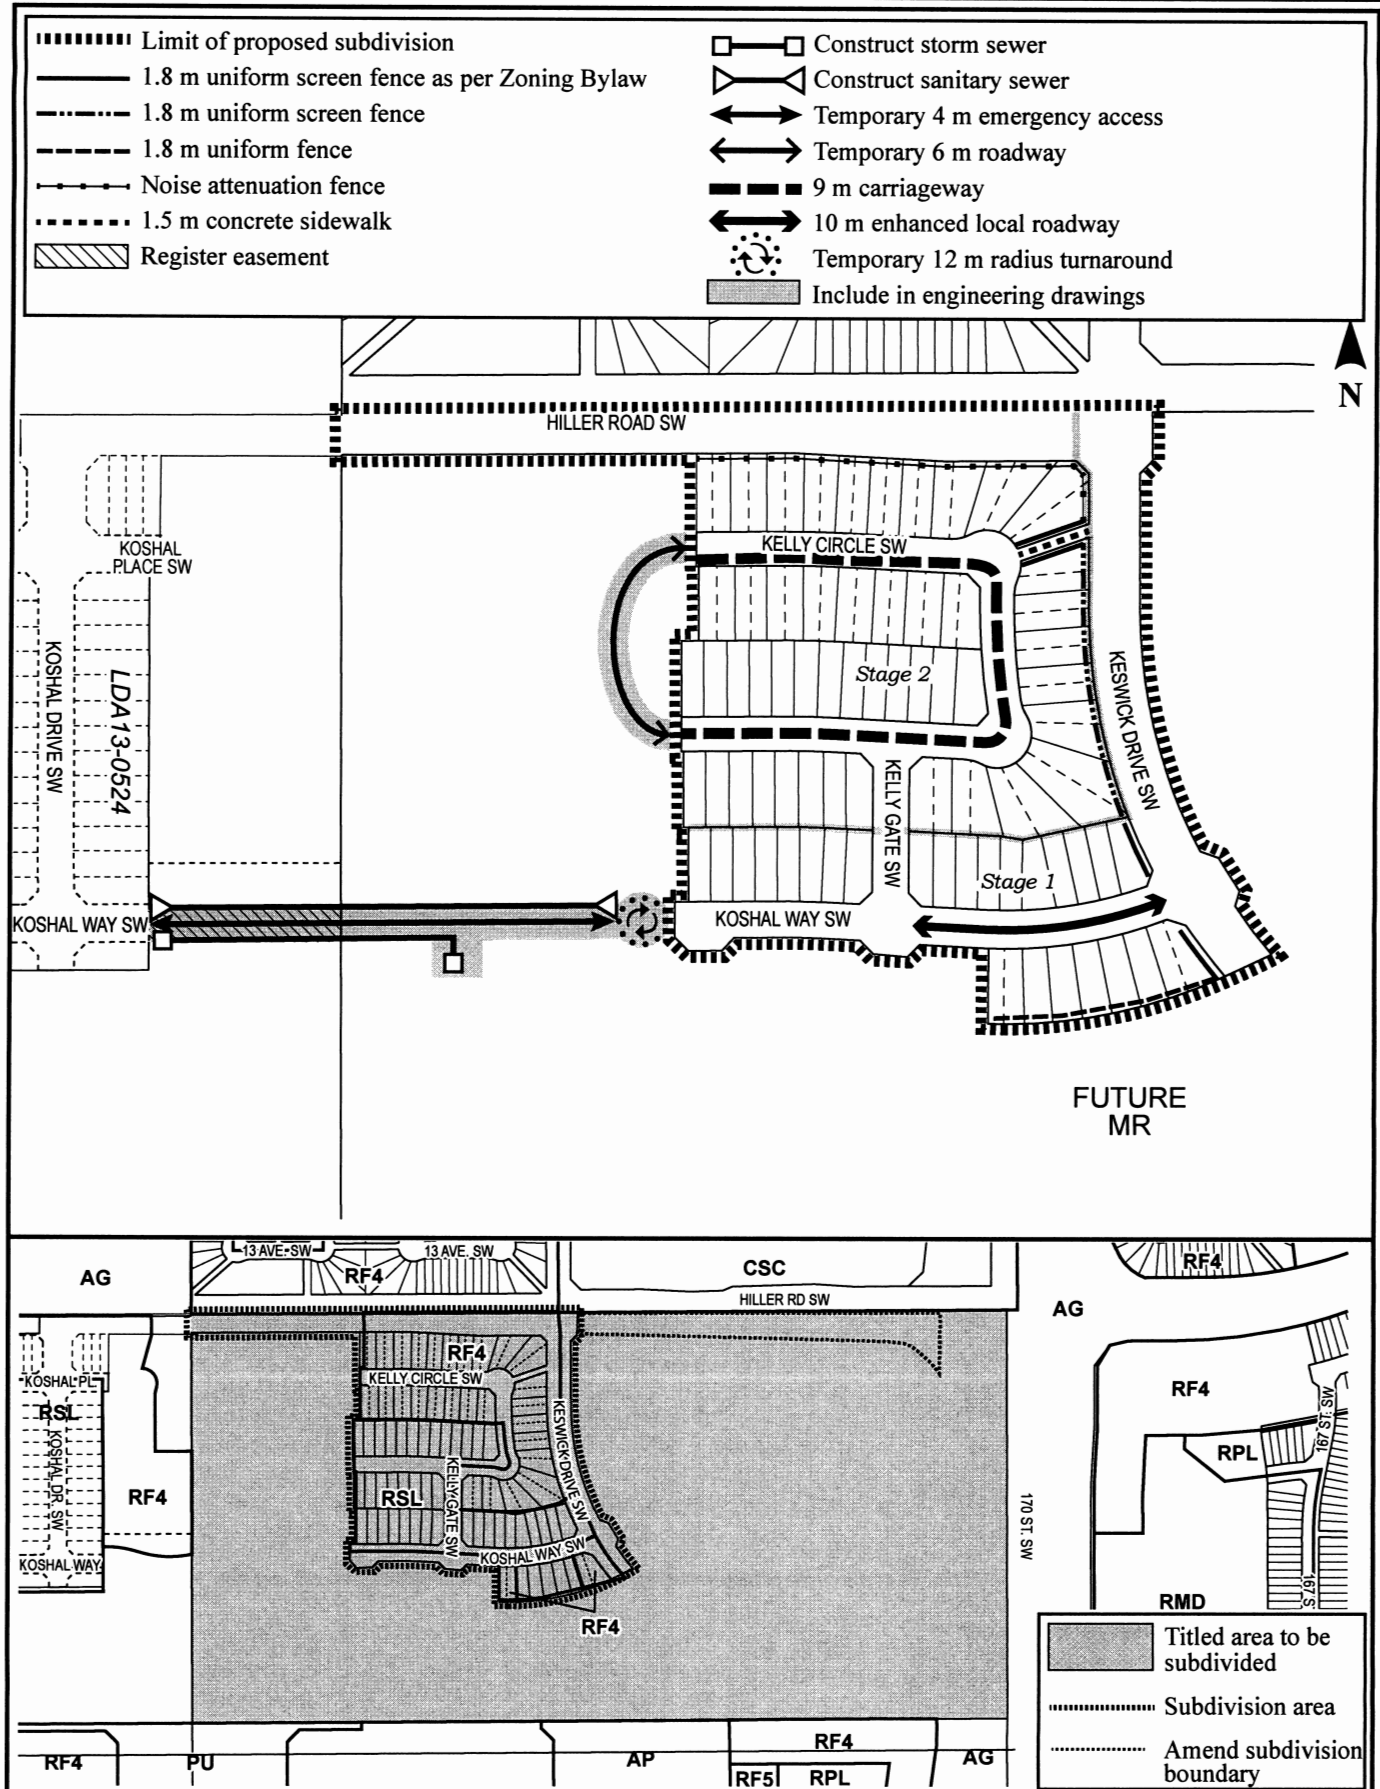 Limit of proposed subdivision
1.8 m uniform screen fence as per Zoning Bylaw
1.8 m uniform screen fence
1.8 m uniform fence
Noise attenuation fence
1.5 m concrete sidewalk
Register easement
Construct storm sewer
Construct sanitary sewer
Temporary 4 m emergency access
Temporary 6 m roadway
9 m carriageway
10 m enhanced local roadway
Temporary 12 m radius turnaround
Include in engineering drawings
N
HILLER ROAD SW
KOSHAL
PLACE SW
KELLY CIRCLE SW
KOSHAL DRIVE SW
LDA13-0524
Stage 2
KESWICK DRIVE SW
KELLY GATE SW
Stage 1
KOSHAL WAY SW
KOSHAL WAY SW
FUTURE
MR
13 AVE. SW
13 AVE. SW
AG
RF4
CSC
RF4
HILLER RD SW
AG
RF4
KELLY CIRCLE SW
KOSHAL PL
RF4
RSL
KOSHAL DR. SW
KESWICK DRIVE SW
167 ST. SW
RPL
RF4
RSL
KELLY GATE SW
170 ST. SW
KOSHAL WAY SW
KOSHAL WAY
167 S
RMD
RF4
Titled area to be
subdivided
Subdivision area
Amend subdivision
boundary
RF4
PU
AP
RF4
AG
RF5
RPL